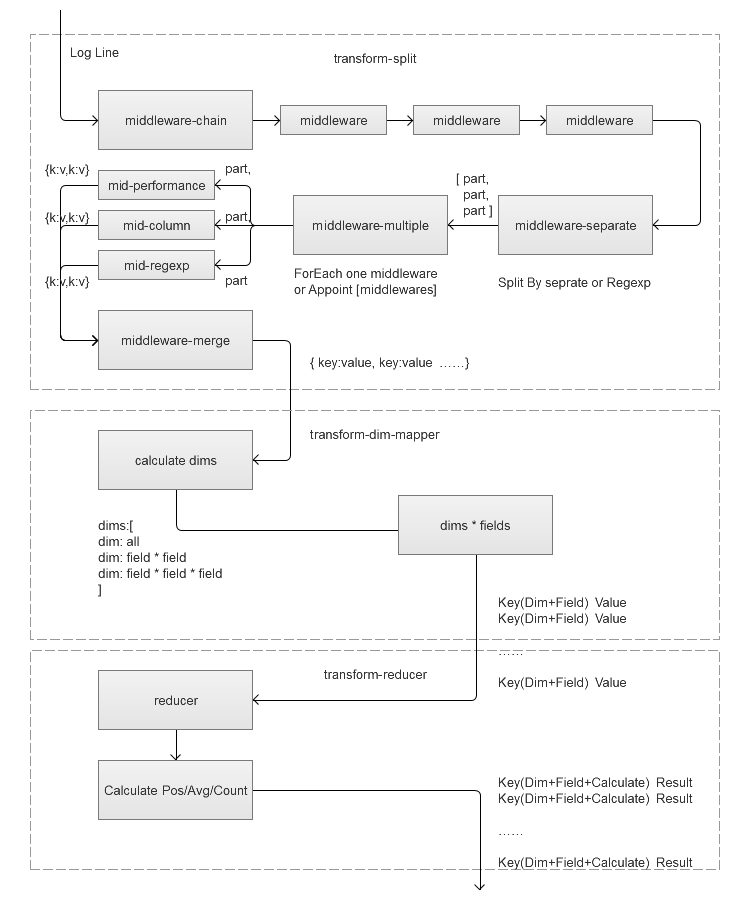 Log Line
transform-split
middleware-chain
middleware
middleware
middleware
{k:v,k:v}
mid-performance
part,
[ part,
part,
part ]
{k:v,k:v}
mid-column
part,
middleware-multiple
middleware-separate
mid-regexp
{k:v,k:v}
part
ForEach one middleware
or Appoint [middlewares]
Split By seprate or Regexp
middleware-merge
{ key:value, key:value ……}
transform-dim-mapper
calculate dims
dims * fields
dims:[
dim: all
dim: field * field
dim: field * field * field
]
Key(Dim+Field) Value
Key(Dim+Field) Value
……
Key(Dim+Field) Value
transform-reducer
reducer
Calculate Pos/Avg/Count
Key(Dim+Field+Calculate) Result
Key(Dim+Field+Calculate) Result
……
Key(Dim+Field+Calculate) Result